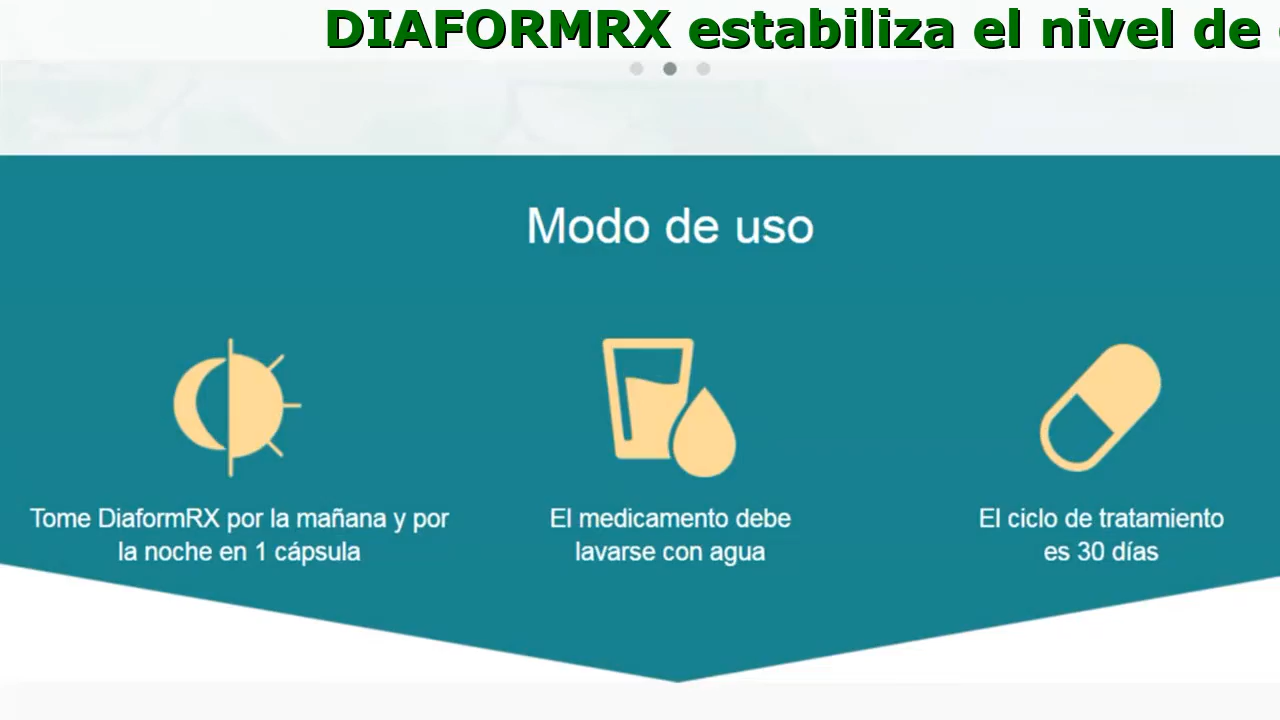 DIAFORMRX estabiliza el nivel de
Modo de uso
Tome DiaformRX por la mañana y por
la noche en 1 cápsula
El medicamento debe
lavarse con agua
El ciclo de tratamiento
es 30 días